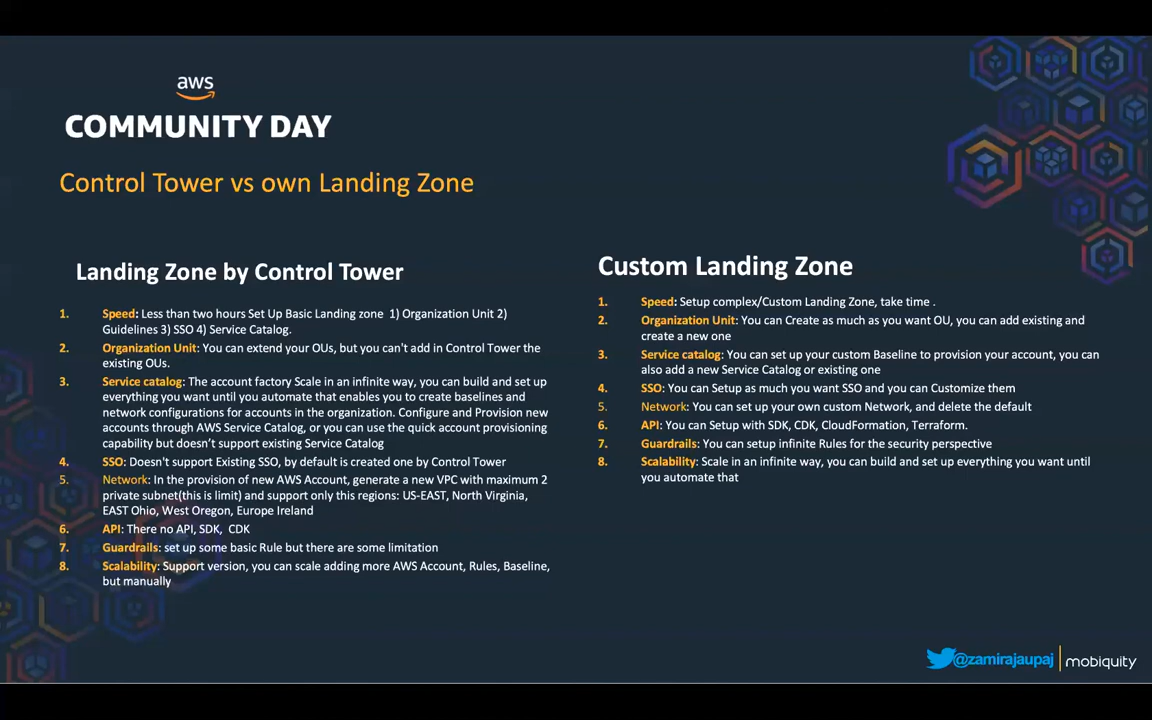 aws
COMMUNITY DAY
Control Tower vs own Landing Zone
Landing Zone by Control Tower
1. Speed: Less than two hours Set Up Basic Landing zone 1) Organization Unit 2)
Guidelines 3) SSO 4) Service Catalog.
2. Organization Unit: You can extend your OUs, but you can't add in Control Tower the
existing OUs.
3. Service catalog: The account factory Scale in an infinite way, you can build and set up
everything you want until you automate that enables you to create baselines and
network configurations for accounts in the organization. Configure and Provision new
accounts through AWS Service Catalog, or you can use the quick account provisioning
capability but doesn't support existing Service Catalog
4. SSO: Doesn't support Existing SSO, by default is created one by Control Tower
5. Network: In the provision of new AWS Account, generate a new VPC with maximum 2
private subnet(this is limit) and support only this regions: US-EAST, North Virginia,
EAST Ohio, West Oregon, Europe Ireland
6. API: There no API, SDK, CDK
7. Guardrails: set up some basic Rule but there are some limitation
8. Scalability: Support version, you can scale adding more AWS Account, Rules, Baseline,
but manually
Custom Landing Zone
1. Speed: Setup complex/Custom Landing Zone, take time .
2. Organization Unit: You can Create as much as you want OU, you can add existing and
create a new one
3. Service catalog: You can set up your custom Baseline to provision your account, you can
also add a new Service Catalog or existing one
4. SSO: You can Setup as much you want SSO and you can Customize them
5. Network: You can set up your own custom Network, and delete the default
6. API: You can Setup with SDK, CDK, CloudFormation, Terraform.
7. Guardrails: You can setup infinite Rules for the security perspective
8. Scalability: Scale in an infinite way, you can build and set up everything you want until
you automate that
@zamirajaupaj mobiquity